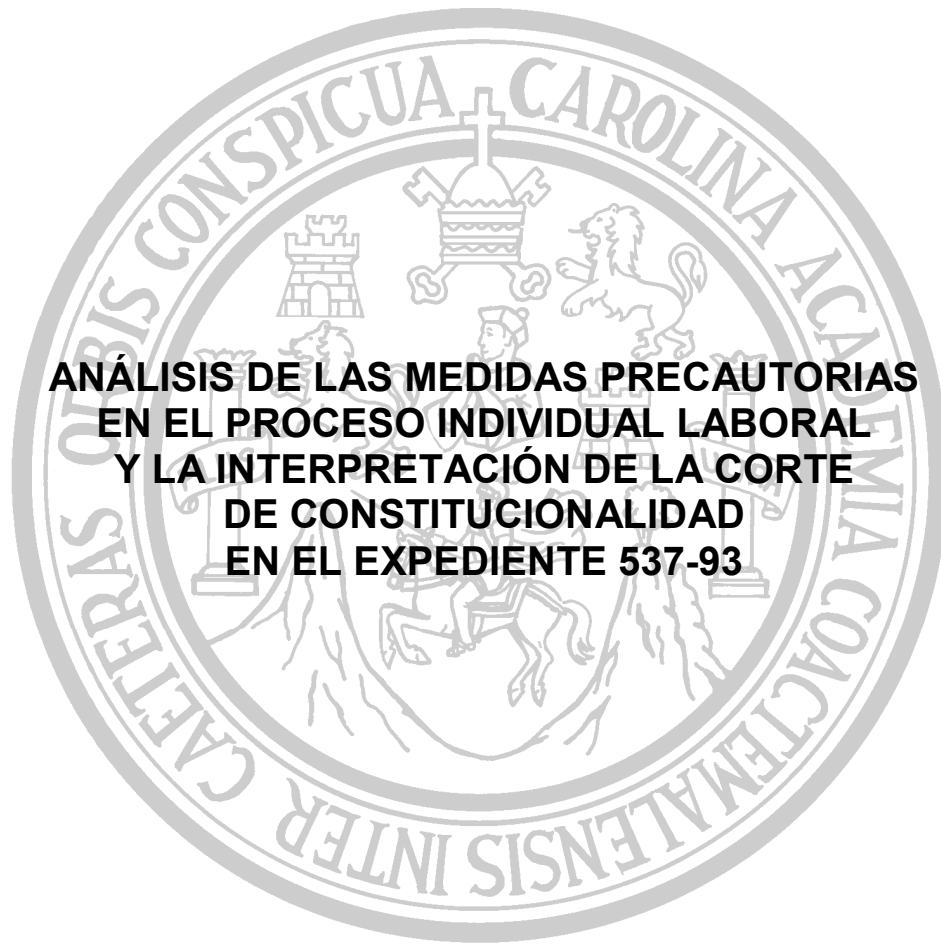 ANÁLISIS DE LAS MEDIDAS PRECAUTORIAS
EN EL PROCESO INDIVIDUAL LABORAL
Y LA INTERPRETACIÓN DE LA CORTE
DE CONSTITUCIONALIDAD
EN EL EXPEDIENTE 537-93
CAETERAS ORBIS CONSPICUA CAROLINA ACADEMIA COACTEMALENSIS INTER